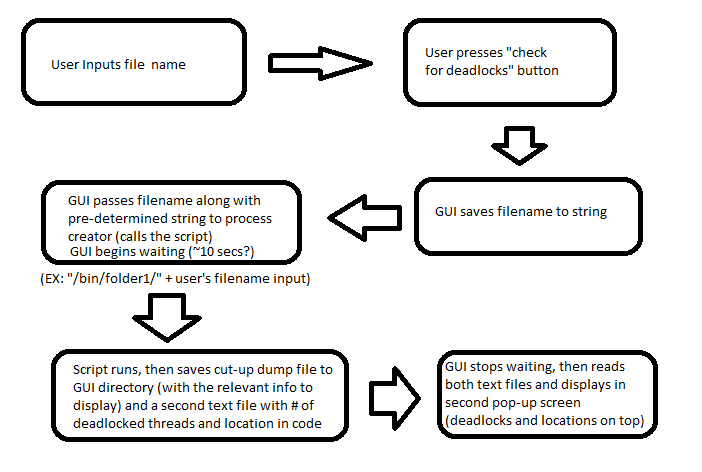 User Inputs file  name
User presses "check
for deadlocks" button
GUI saves filename to string
GUI passes filename along with
pre-determined string to process
creator (calls the script)
GUI begins waiting (~10 secs?)
(EX: "/bin/folder1/" + user's filename input)
Script runs, then saves cut-up dump file to
GUI directory (with the relevant info to
display) and a second text file with # of
deadlocked threads and location in code
GUI stops waiting, then reads
both text files and displays in
second pop-up screen
(deadlocks and locations on top)